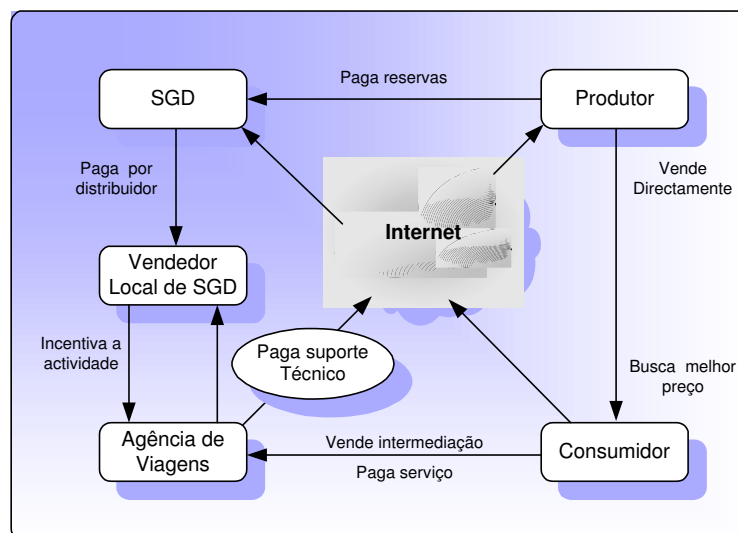 SGD
Paga reservas
Produtor
Paga por
distribuidor
Vende
Directamente
Internet
Vendedor
Local de SGD
Incentiva a
actividade
Paga suporte
Técnico
Busca melhor
preço
Agência de
Viagens
Vende intermediação
Paga serviço
Consumidor